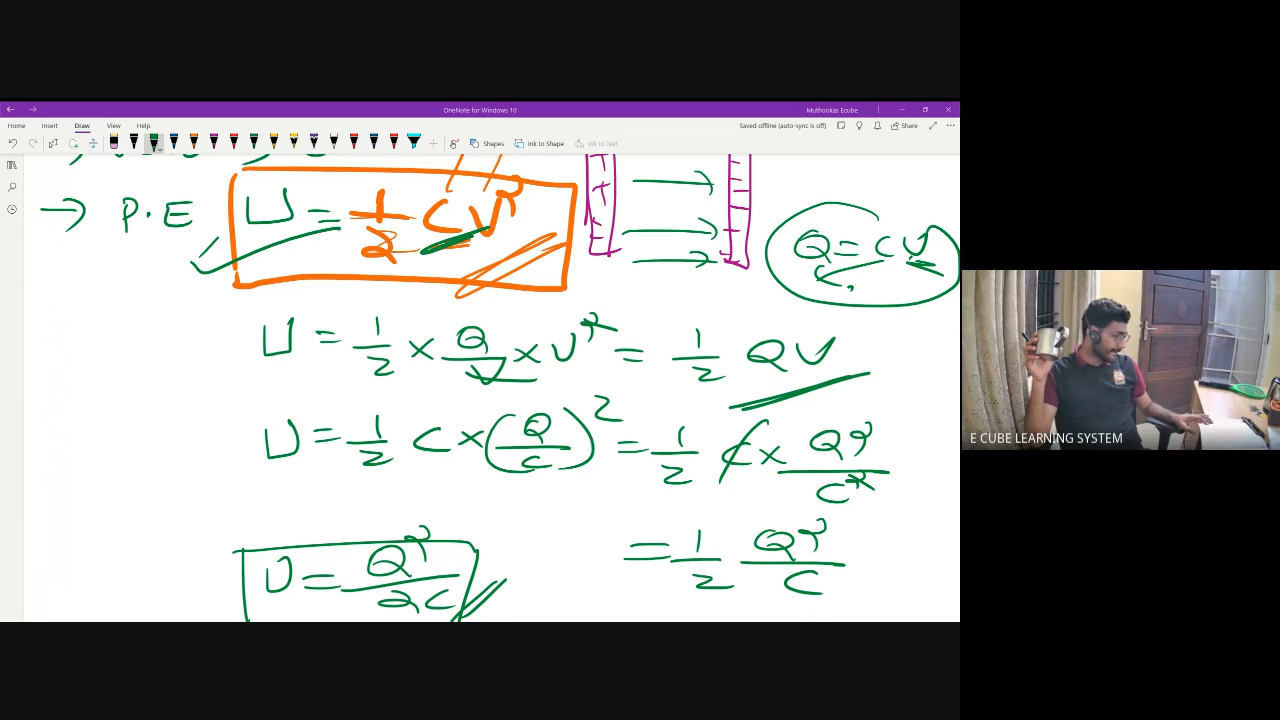 OneNote for Windows 10
Muthookas Ecube
Home Insert Draw View Help
Saved offline (auto-sync is off)
Share
Shapes Ink to Shape Ink to Text
→ P.E U = 1/2 CV²
Q = CV
U = 1/2 × Q/V × V² = 1/2 QV
U = 1/2 C × (Q/C)² = 1/2 C × Q²/C²
= 1/2 Q²/C
U = Q²/2C
E CUBE LEARNING SYSTEM